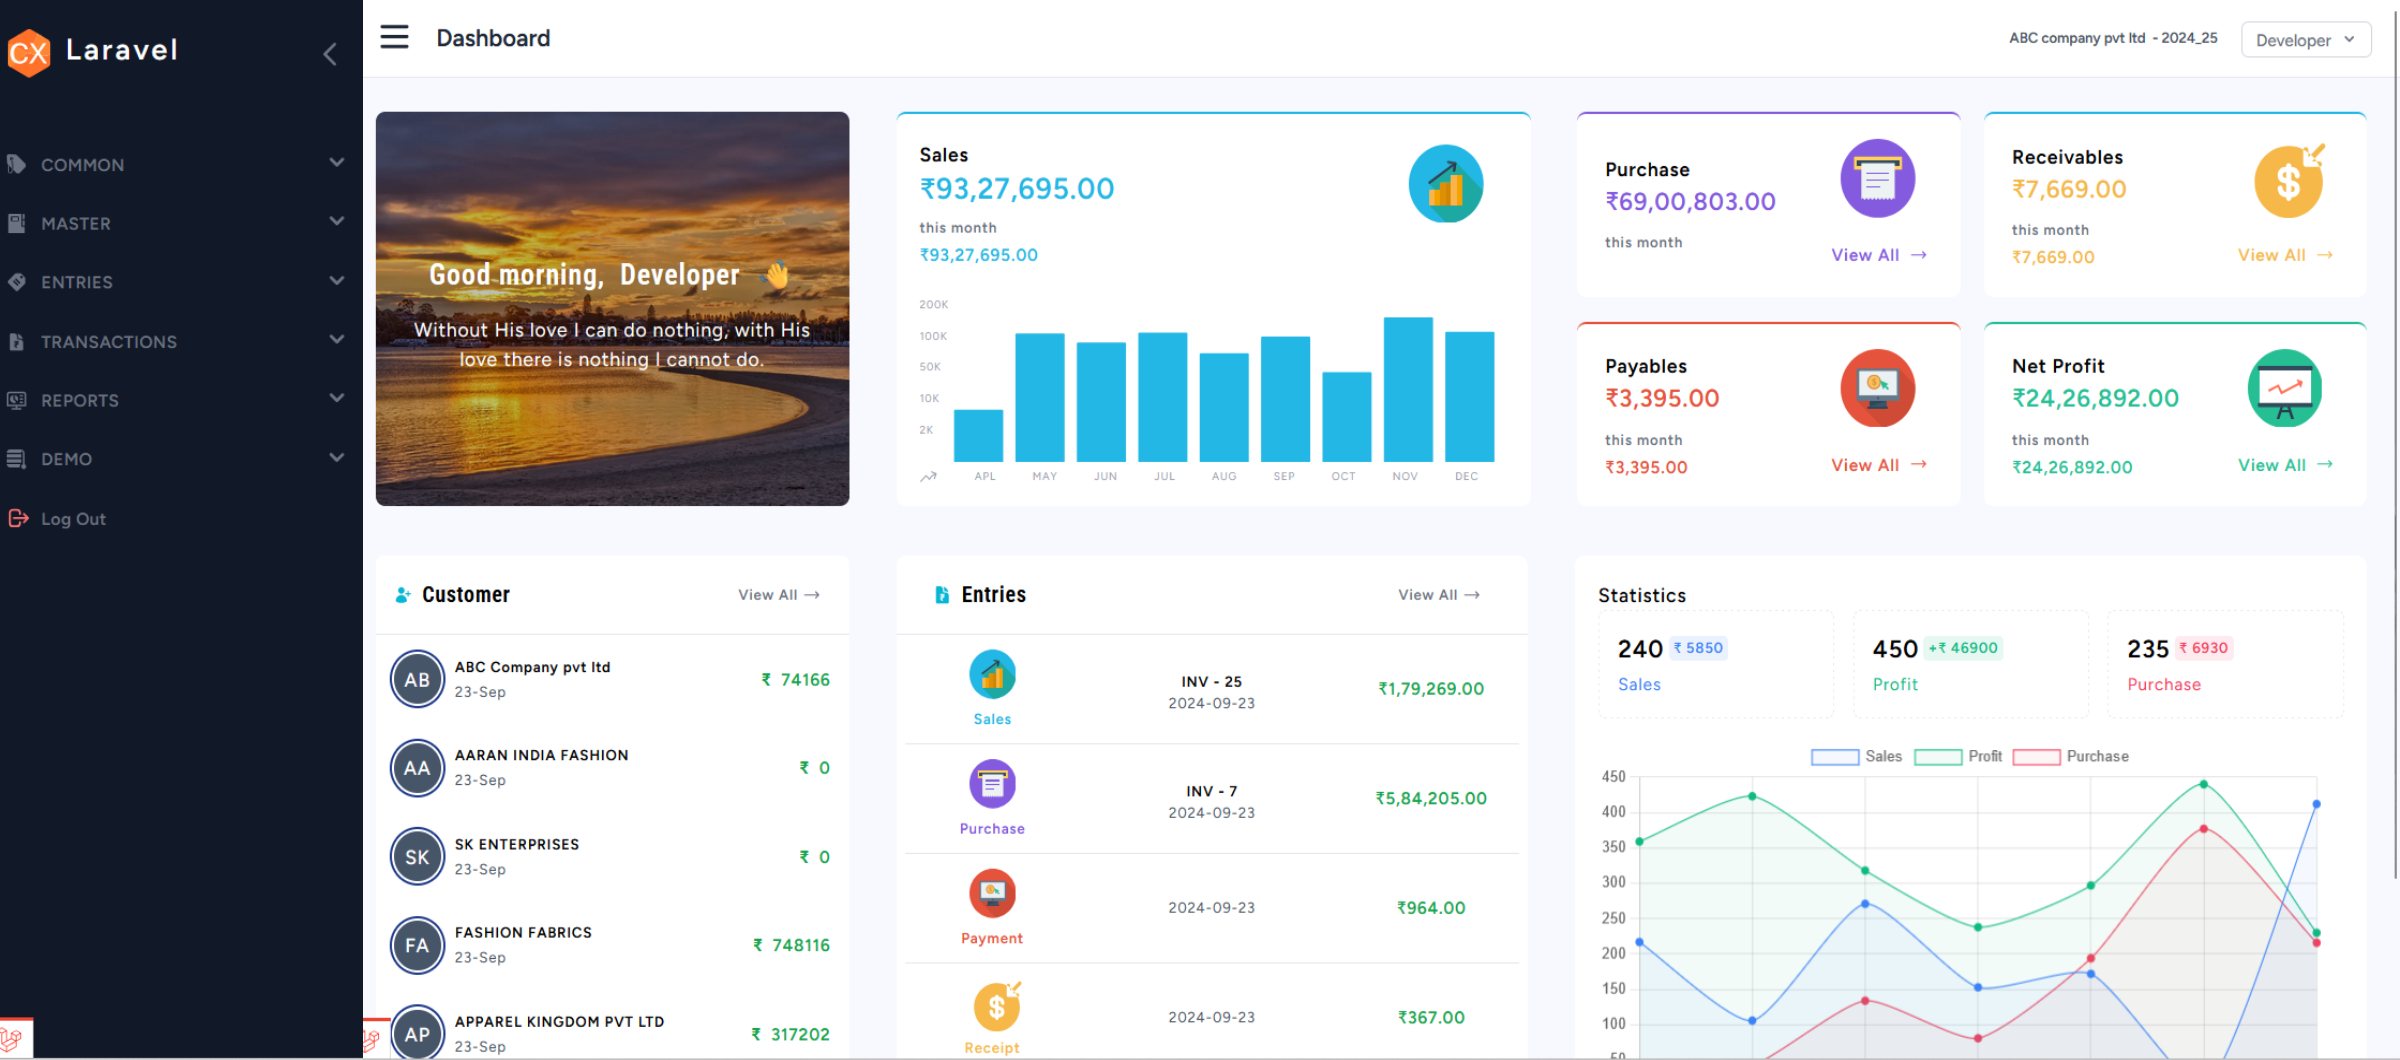 CX Laravel
COMMON
MASTER
ENTRIES
TRANSACTIONS
REPORTS
DEMO
Log Out
Dashboard
ABC company pvt ltd - 2024_25
Developer
Good morning, Developer 👋
Without His love I can do nothing, with His
love there is nothing I cannot do.
Sales
₹93,27,695.00
this month
₹93,27,695.00
200K
100K
50K
10K
2K
APL MAY JUN JUL AUG SEP OCT NOV DEC
Purchase
₹69,00,803.00
this month
View All →
Receivables
₹7,669.00
this month
₹7,669.00
View All →
Payables
₹3,395.00
this month
₹3,395.00
View All →
Net Profit
₹24,26,892.00
this month
₹24,26,892.00
View All →
Customer
View All →
AB ABC Company pvt ltd
23-Sep
₹ 74166
AA AARAN INDIA FASHION
23-Sep
₹ 0
SK SK ENTERPRISES
23-Sep
₹ 0
FA FASHION FABRICS
23-Sep
₹ 748116
AP APPAREL KINGDOM PVT LTD
23-Sep
₹ 317202
Entries
View All →
Sales
INV - 25
2024-09-23
₹1,79,269.00
Purchase
INV - 7
2024-09-23
₹5,84,205.00
Payment
2024-09-23
₹964.00
Receipt
2024-09-23
₹367.00
Statistics
240 ₹ 5850
Sales
450 +₹ 46900
Profit
235 ₹ 6930
Purchase
Sales Profit Purchase
450
400
350
300
250
200
150
100
50